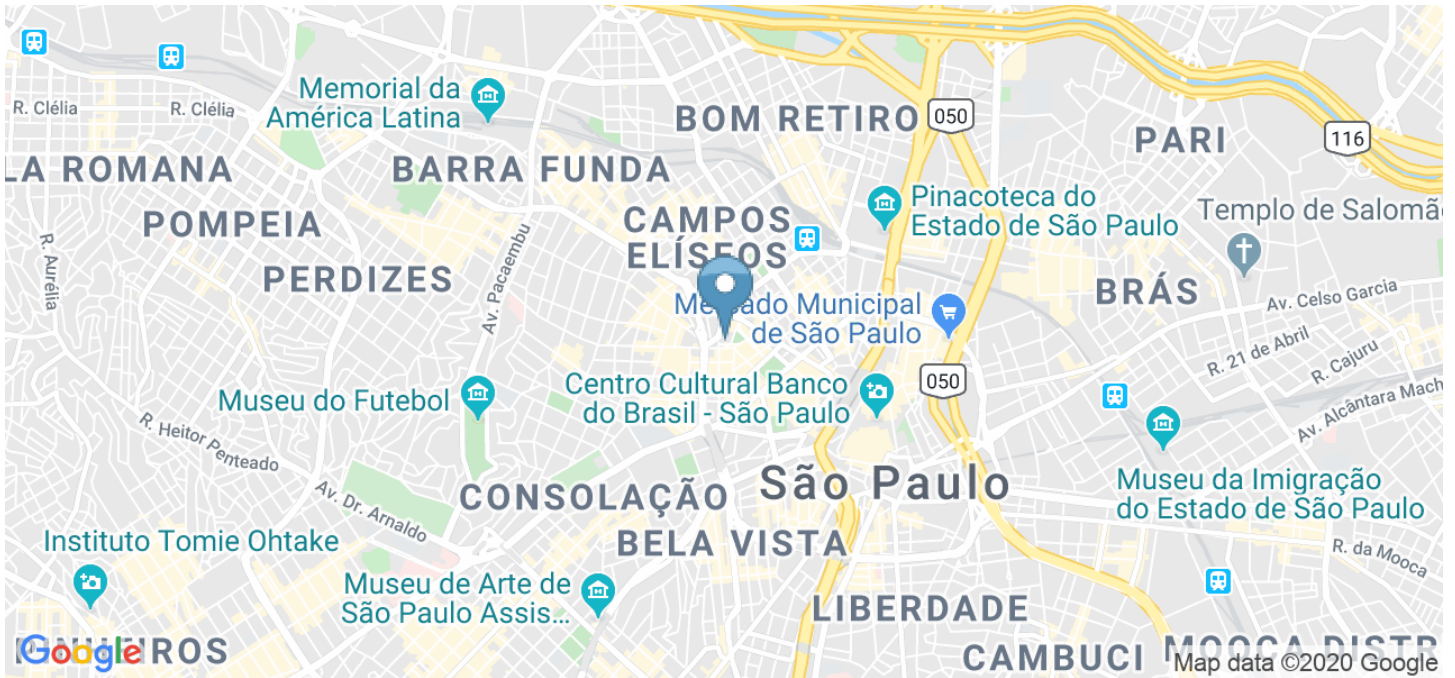 Memorial da
América Latina
R. Clélia
R. Clélia
BOM RETIRO
050
116
PARI
LA ROMANA
BARRA FUNDA
POMPEIA
CAMPOS
ELÍSEOS
Pinacoteca do
Estado de São Paulo
Templo de Salomão
R. Aurélia
PERDIZES
Av. Pacaembu
BRÁS
Av. Celso Garcia
Mercado Municipal
de São Paulo
R. 21 de Abril
R. Cajuru
050
Museu do Futebol
Centro Cultural Banco
do Brasil - São Paulo
Av. Alcântara Mach
R. Heitor Penteado
Av. Dr. Arnaldo
CONSOLAÇÃO
São Paulo
Museu da Imigração
do Estado de São Paulo
Instituto Tomie Ohtake
BELA VISTA
R. da Mooca
Museu de Arte de
São Paulo Assis...
LIBERDADE
PINHEIROS
Google
CAMBUCI
MOOCA DISTR
Map data ©2020 Google